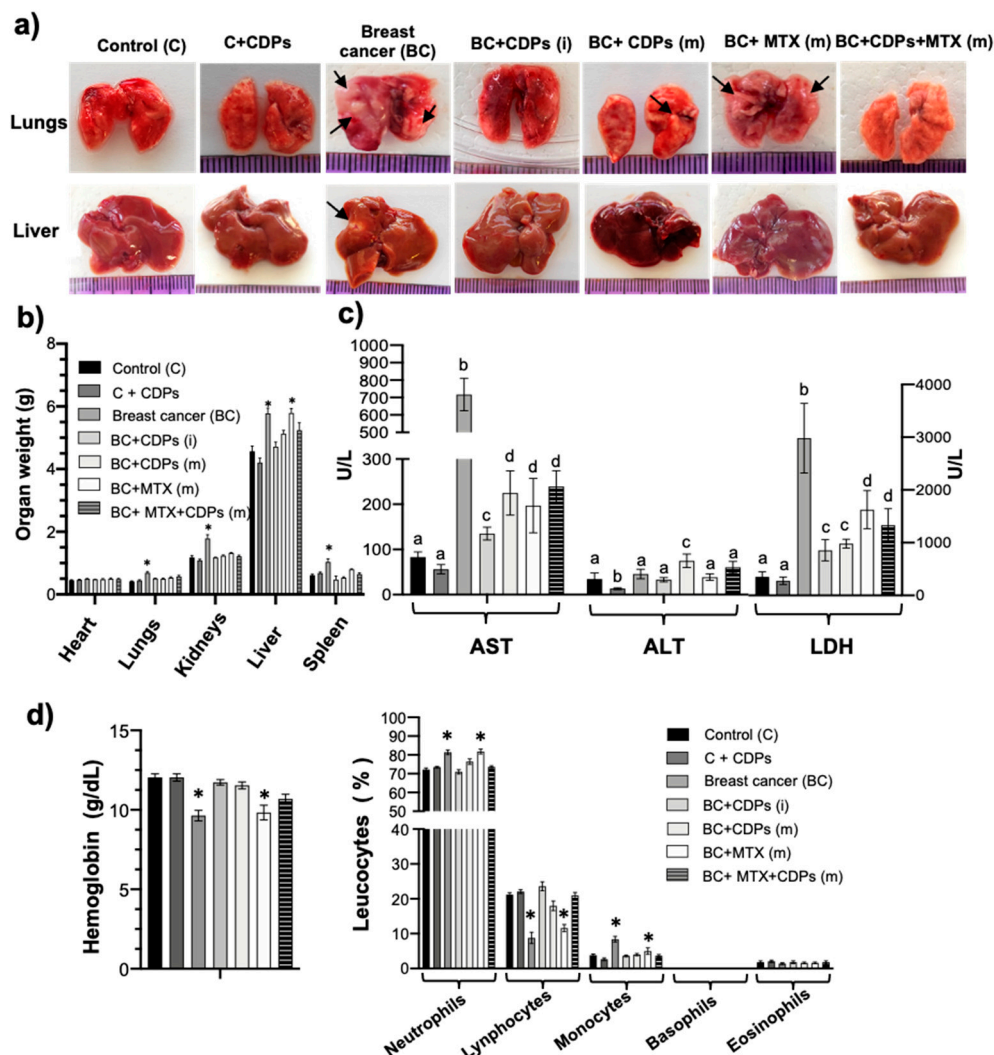 a)
Control (C)
C+CDPs
Breast
cancer (BC)
BC+CDPs (i)
BC+ CDPs (m)
BC+ MTX (m)
BC+CDPs+MTX (m)
Lungs
Liver
b)
Organ weight (g)
8
6
4
2
0
Control (C)
C + CDPs
Breast cancer (BC)
BC+CDPs (i)
BC+CDPs (m)
BC+MTX (m)
BC+ MTX+CDPs (m)
* * * * * *
Heart
Lungs
Kidneys
Liver
Spleen
c)
U/L
1000
900
800
700
600
500
300
200
100
0
a a b c d d d
a b a a c a a
a a b c c d d
4000
3000
2000
1000
0
U/L
AST
ALT
LDH
d)
Hemoglobin (g/dL)
15
10
5
0
* *
Leucocytes ( % )
100
90
80
70
60
50
40
20
10
0
* *
* *
* *
Control (C)
C + CDPs
Breast cancer (BC)
BC+CDPs (i)
BC+CDPs (m)
BC+MTX (m)
BC+ MTX+CDPs (m)
Neutrophils
Lynphocytes
Monocytes
Basophils
Eosinophils